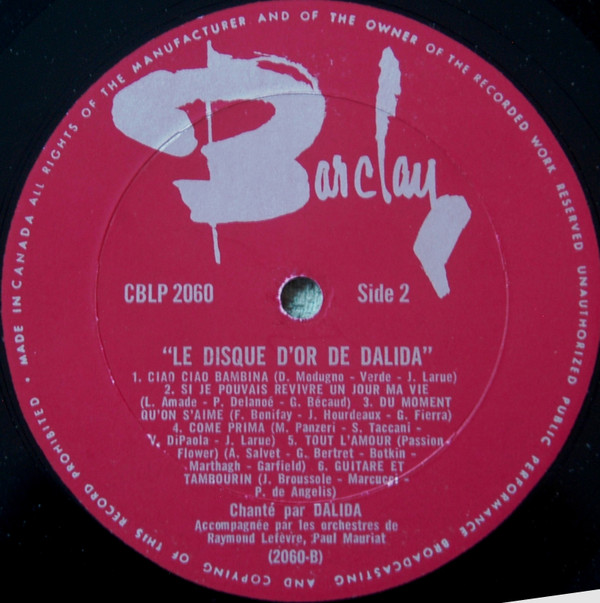 MADE IN CANADA ALL RIGHTS OF THE MANUFACTURER AND OF THE OWNER OF THE RECORDED WORK RESERVED UNAUTHORIZED PUBLIC PERFORMANCE BROADCASTING AND COPYING OF THIS RECORD PROHIBITED •
Barclay
CBLP 2060 Side 2
"LE DISQUE D'OR DE DALIDA"
1. CIAO CIAO BAMBINA (D. Modugno - Verde - J. Larue)
2. SI JE POUVAIS REVIVRE UN JOUR MA VIE
(L. Amade - P. Delanoé - G. Bécaud) 3. DU MOMENT
QU'ON S'AIME (F. Bonifay - J. Hourdeaux - G. Fierra)
4. COME PRIMA (M. Panzeri - S. Taccani -
V. DiPaola - J. Larue) 5. TOUT L'AMOUR (Passion
Flower) (A. Salvet - G. Bertret - Botkin -
Marthagh - Garfield) 6. GUITARE ET
TAMBOURIN (J. Broussole - Marcucci -
P. de Angelis)
Chanté par DALIDA
Accompagnée par les orchestres de
Raymond Lefèvre, Paul Mauriat
(2060-B)